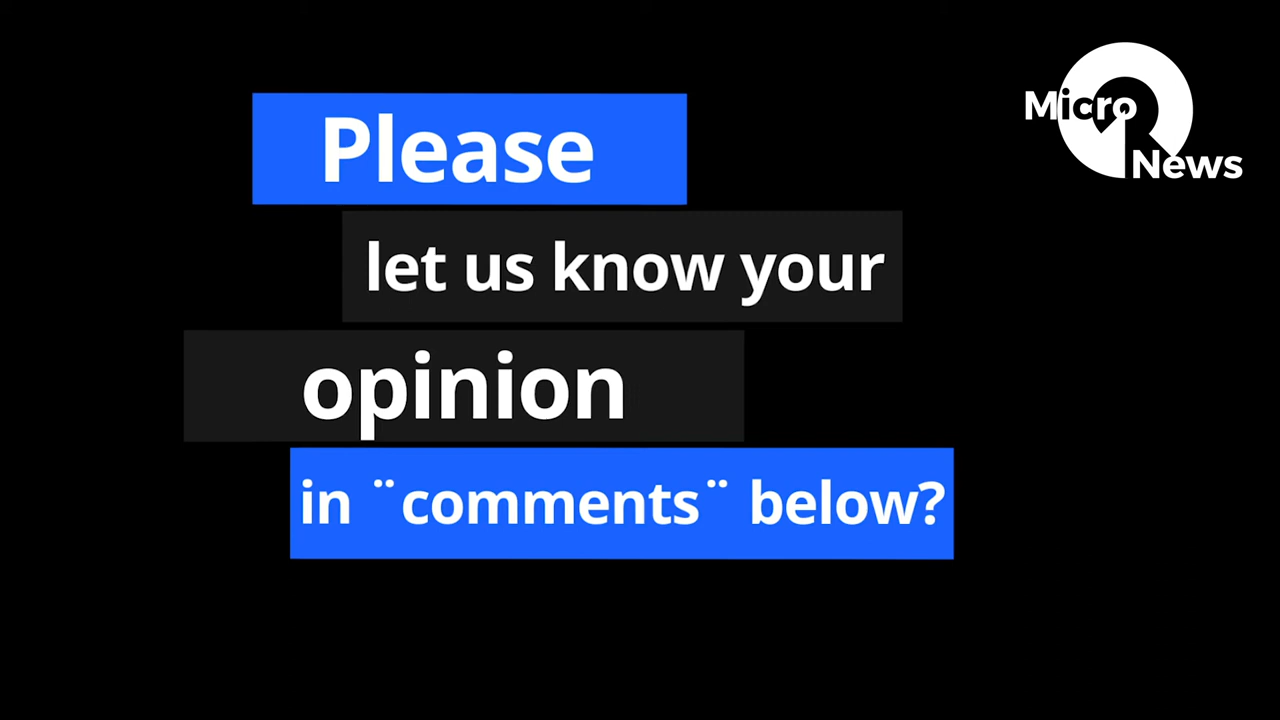 Please
let us know your
opinion
in ¨comments¨ below?
Micro
News